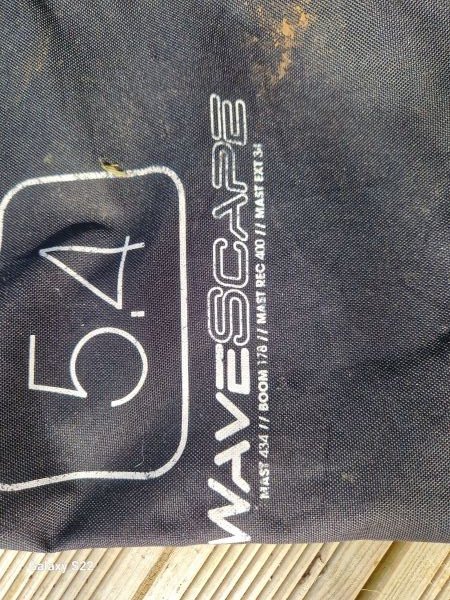 5.4
WAVESCAPE
MAST 434 // BOOM 178 // MAST REC 400 // MAST EXT 34
Galaxy S22